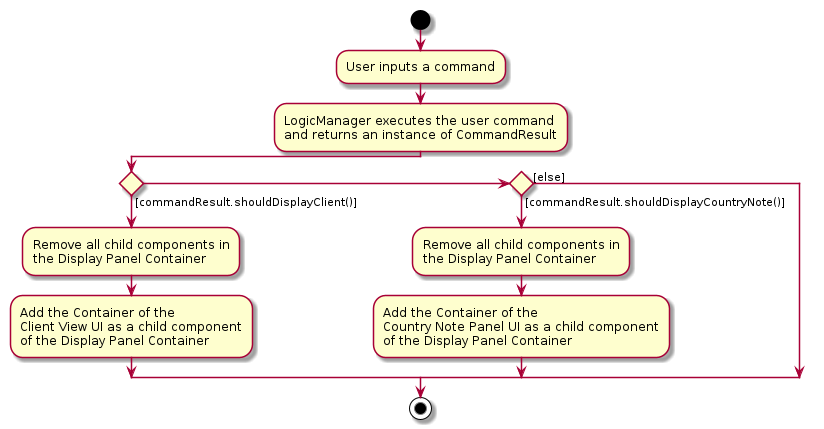 User inputs a command
LogicManager executes the user command
and returns an instance of CommandResult
[else]
[commandResult.shouldDisplayClient()]
[commandResult.shouldDisplayCountryNote()]
Remove all child components in
the Display Panel Container
Remove all child components in
the Display Panel Container
Add the Container of the
Client View UI as a child component
of the Display Panel Container
Add the Container of the
Country Note Panel UI as a child component
of the Display Panel Container